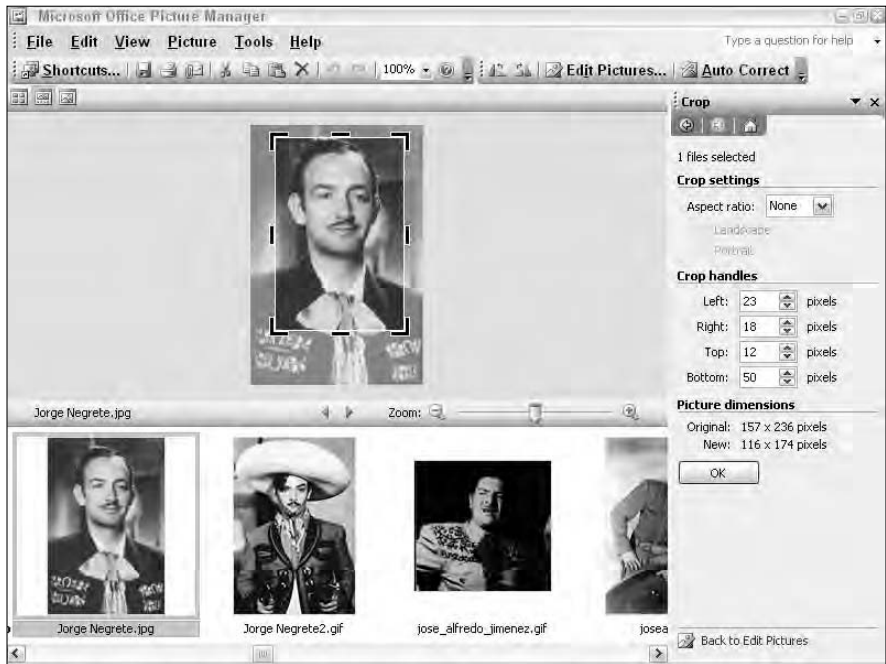 Microsoft Office Picture Manager
File Edit View Picture Tools Help
Type a question for help
Shortcuts... 100% Edit Pictures... Auto Correct
Crop
1 files selected
Crop settings
Aspect ratio: None
Landscape
Portrait
Crop handles
Left: 23 pixels
Right: 18 pixels
Top: 12 pixels
Bottom: 50 pixels
Picture dimensions
Original: 157 x 236 pixels
New: 116 x 174 pixels
OK
Jorge Negrete.jpg Zoom:
Jorge Negrete.jpg Jorge Negrete2.gif jose_alfredo_jimenez.gif josea
Back to Edit Pictures